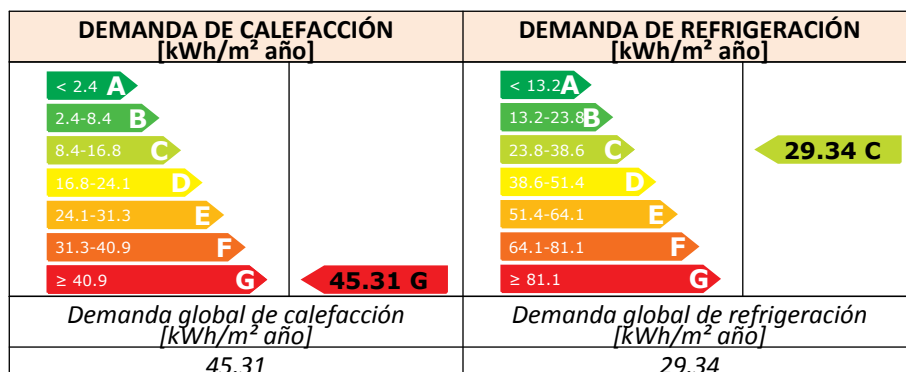 DEMANDA DE CALEFACCIÓN
[kWh/m² año]
DEMANDA DE REFRIGERACIÓN
[kWh/m² año]
< 2.4 A
2.4-8.4 B
8.4-16.8 C
16.8-24.1 D
24.1-31.3 E
31.3-40.9 F
≥ 40.9 G
45.31 G
< 13.2 A
13.2-23.8 B
23.8-38.6 C
38.6-51.4 D
51.4-64.1 E
64.1-81.1 F
≥ 81.1 G
29.34 C
Demanda global de calefacción
[kWh/m² año]
Demanda global de refrigeración
[kWh/m² año]
45.31
29.34